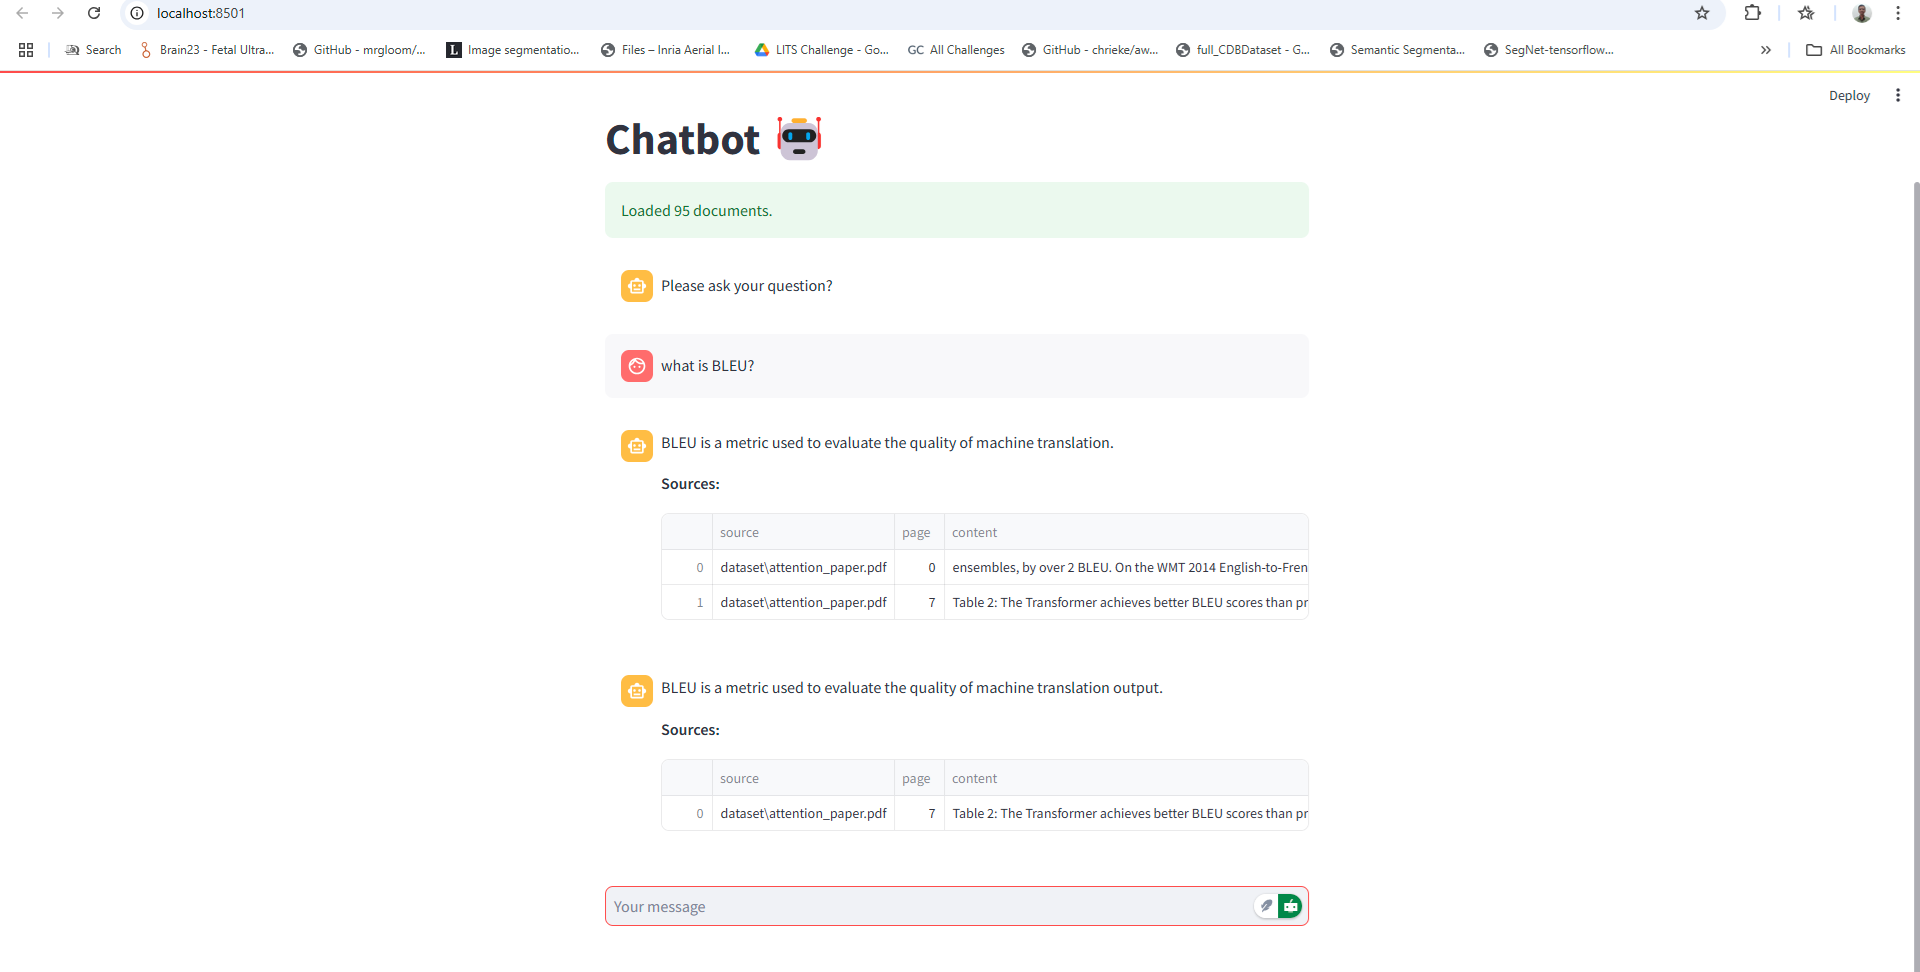 localhost:8501
Search Brain23 - Fetal Ultra... GitHub - mrgloom/... Image segmentatio... Files – Inria Aerial I... LITS Challenge - Go... GC All Challenges GitHub - chrieke/aw... full_CDBDataset - G... Semantic Segmenta... SegNet-tensorflow... » All Bookmarks
Deploy
Chatbot
Loaded 95 documents.
Please ask your question?
what is BLEU?
BLEU is a metric used to evaluate the quality of machine translation.
Sources:
source page content
0 dataset\attention_paper.pdf 0 ensembles, by over 2 BLEU. On the WMT 2014 English-to-Fren
1 dataset\attention_paper.pdf 7 Table 2: The Transformer achieves better BLEU scores than pr
BLEU is a metric used to evaluate the quality of machine translation output.
Sources:
source page content
0 dataset\attention_paper.pdf 7 Table 2: The Transformer achieves better BLEU scores than pr
Your message